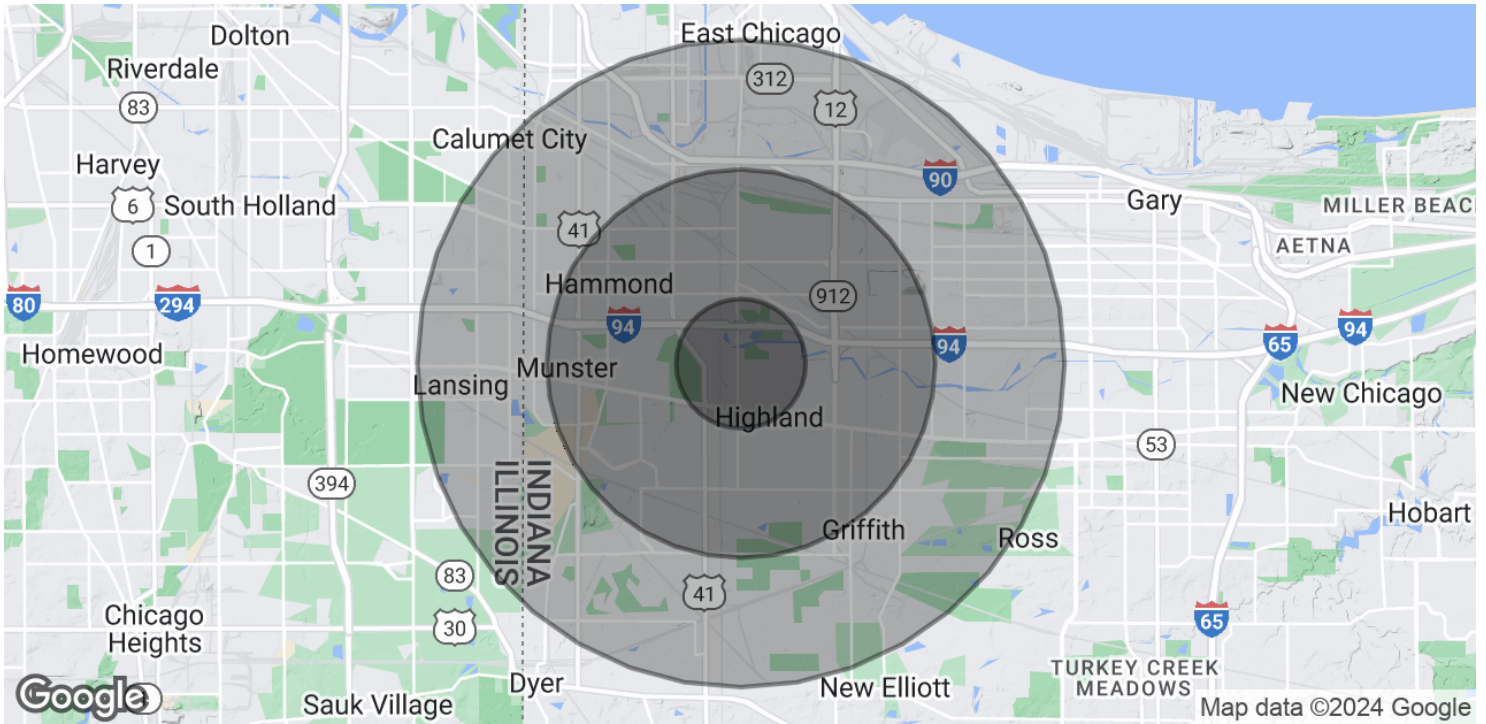 Dolton
East Chicago
Riverdale
312
83
12
Calumet City
Harvey
90
6
South Holland
Gary
MILLER BEAC
41
1
AETNA
Hammond
80
294
912
94
94
65
94
Homewood
Munster
Lansing
New Chicago
Highland
53
394
INDIANA
ILLINOIS
Hobart
Griffith
Ross
83
41
Chicago
Heights
30
65
TURKEY CREEK
MEADOWS
Dyer
New Elliott
Google
Sauk Village
Map data ©2024 Google